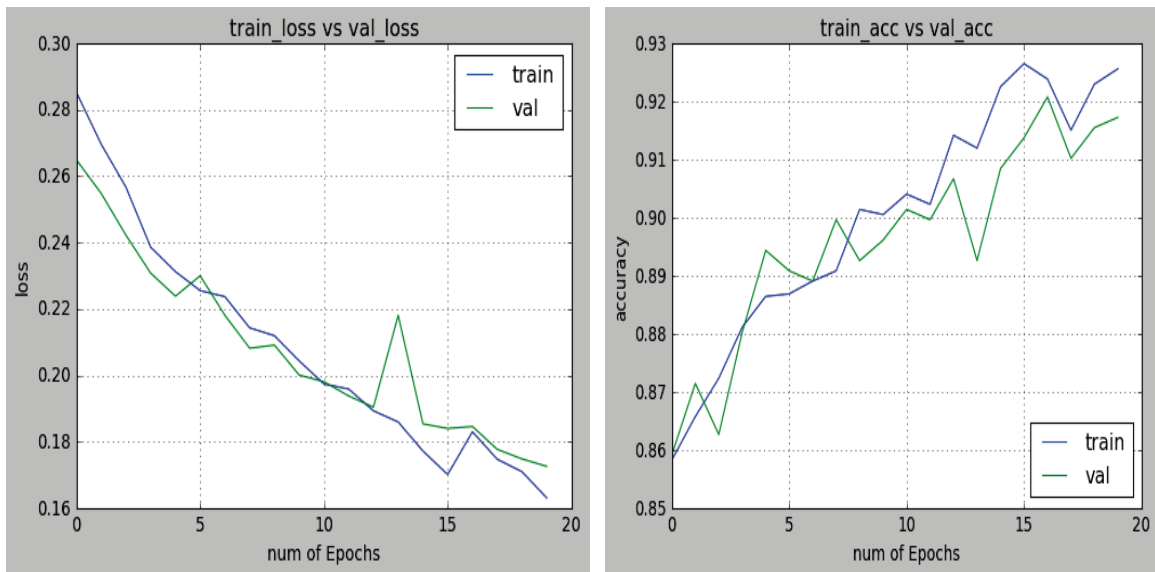 train_loss vs val_loss
0.30
0.28
0.26
0.24
0.22
0.20
0.18
0.16
loss
train
val
0
5
10
15
20
num of Epochs
train_acc vs val_acc
0.93
0.92
0.91
0.90
0.89
0.88
0.87
0.86
0.85
accuracy
train
val
0
5
10
15
20
num of Epochs